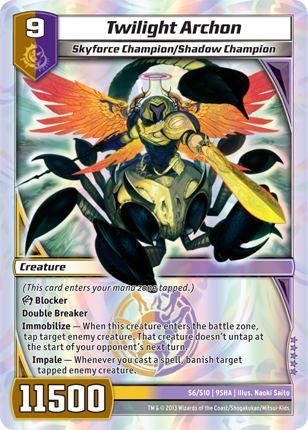 9
Twilight Archon
Skyforce Champion/Shadow Champion
Creature
(This card enters your mana zone tapped.)
Blocker
Double Breaker
Immobilize — When this creature enters the battle zone,
tap target enemy creature. That creature doesn't untap at
the start of your opponent's next turn.
Impale — Whenever you cast a spell, banish target
tapped enemy creature.
11500
S6/S10 | 9SHA | illus. Naoki Saito
TM & © 2013 Wizards of the Coast/Shogakukan/Mitsui-Kids.